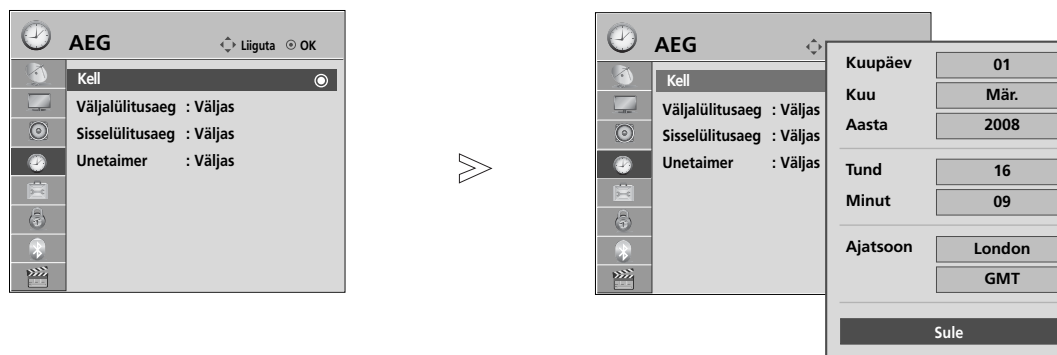 AEG
Liiguta
OK
Kell
Väljalülitusaeg : Väljas
Sisselülitusaeg : Väljas
Unetaimer : Väljas
AEG
Kell
Väljalülitusaeg : Väljas
Sisselülitusaeg : Väljas
Unetaimer : Väljas
Kuupäev 01
Kuu Mär.
Aasta 2008
Tund 16
Minut 09
Ajatsoon London
GMT
Sule